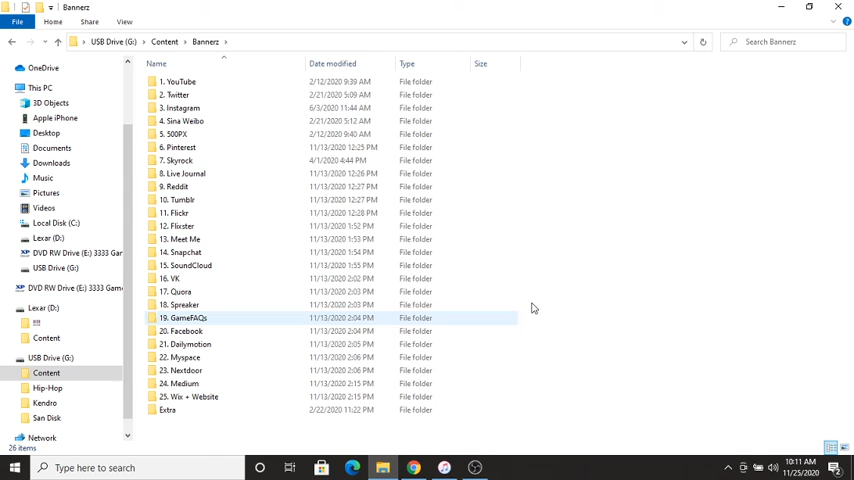 Bannerz
File
Home
Share
View
USB Drive (G:) › Content › Bannerz ›
Search Bannerz
Name
Date modified
Type
Size
OneDrive
This PC
3D Objects
Apple iPhone
Desktop
Documents
Downloads
Music
Pictures
Videos
Local Disk (C:)
Lexar (D:)
DVD RW Drive (E:) 3333 Gam
USB Drive (G:)
DVD RW Drive (E:) 3333 Game
Lexar (D:)
!!!
Content
USB Drive (G:)
Content
Hip-Hop
Kendro
San Disk
Network
1. YouTube 2/12/2020 9:39 AM File folder
2. Twitter 2/21/2020 5:09 AM File folder
3. Instagram 6/3/2020 11:44 AM File folder
4. Sina Weibo 2/21/2020 5:12 AM File folder
5. 500PX 2/12/2020 9:40 AM File folder
6. Pinterest 11/13/2020 12:25 PM File folder
7. Skyrock 4/1/2020 4:44 PM File folder
8. Live Journal 11/13/2020 12:26 PM File folder
9. Reddit 11/13/2020 12:27 PM File folder
10. Tumblr 11/13/2020 12:27 PM File folder
11. Flickr 11/13/2020 12:28 PM File folder
12. Flixster 11/13/2020 1:52 PM File folder
13. Meet Me 11/13/2020 1:53 PM File folder
14. Snapchat 11/13/2020 1:54 PM File folder
15. SoundCloud 11/13/2020 1:55 PM File folder
16. VK 11/13/2020 2:02 PM File folder
17. Quora 11/13/2020 2:03 PM File folder
18. Spreaker 11/13/2020 2:03 PM File folder
19. GameFAQs 11/13/2020 2:04 PM File folder
20. Facebook 11/13/2020 2:04 PM File folder
21. Dailymotion 11/13/2020 2:05 PM File folder
22. Myspace 11/13/2020 2:06 PM File folder
23. Nextdoor 11/13/2020 2:06 PM File folder
24. Medium 11/13/2020 2:15 PM File folder
25. Wix + Website 11/13/2020 2:15 PM File folder
Extra 2/22/2020 11:22 PM File folder
26 items
Type here to search
10:11 AM
11/25/2020
2